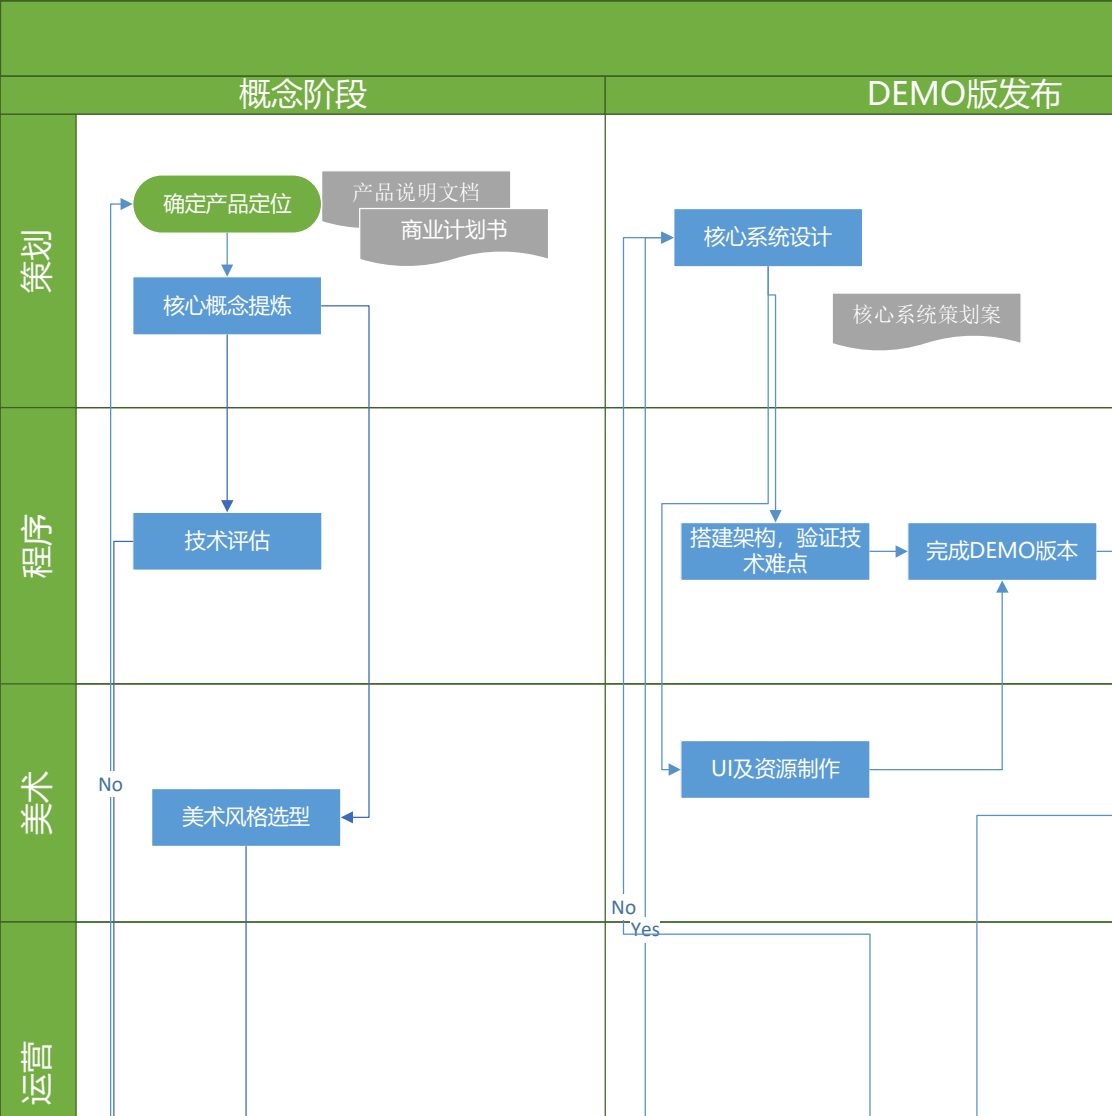 概念阶段
DEMO版发布
策划
确定产品定位
产品说明文档
商业计划书
核心概念提炼
核心系统设计
核心系统策划案
程序
技术评估
搭建架构，验证技
术难点
完成DEMO版本
美术
No
美术风格选型
UI及资源制作
No
Yes
运营